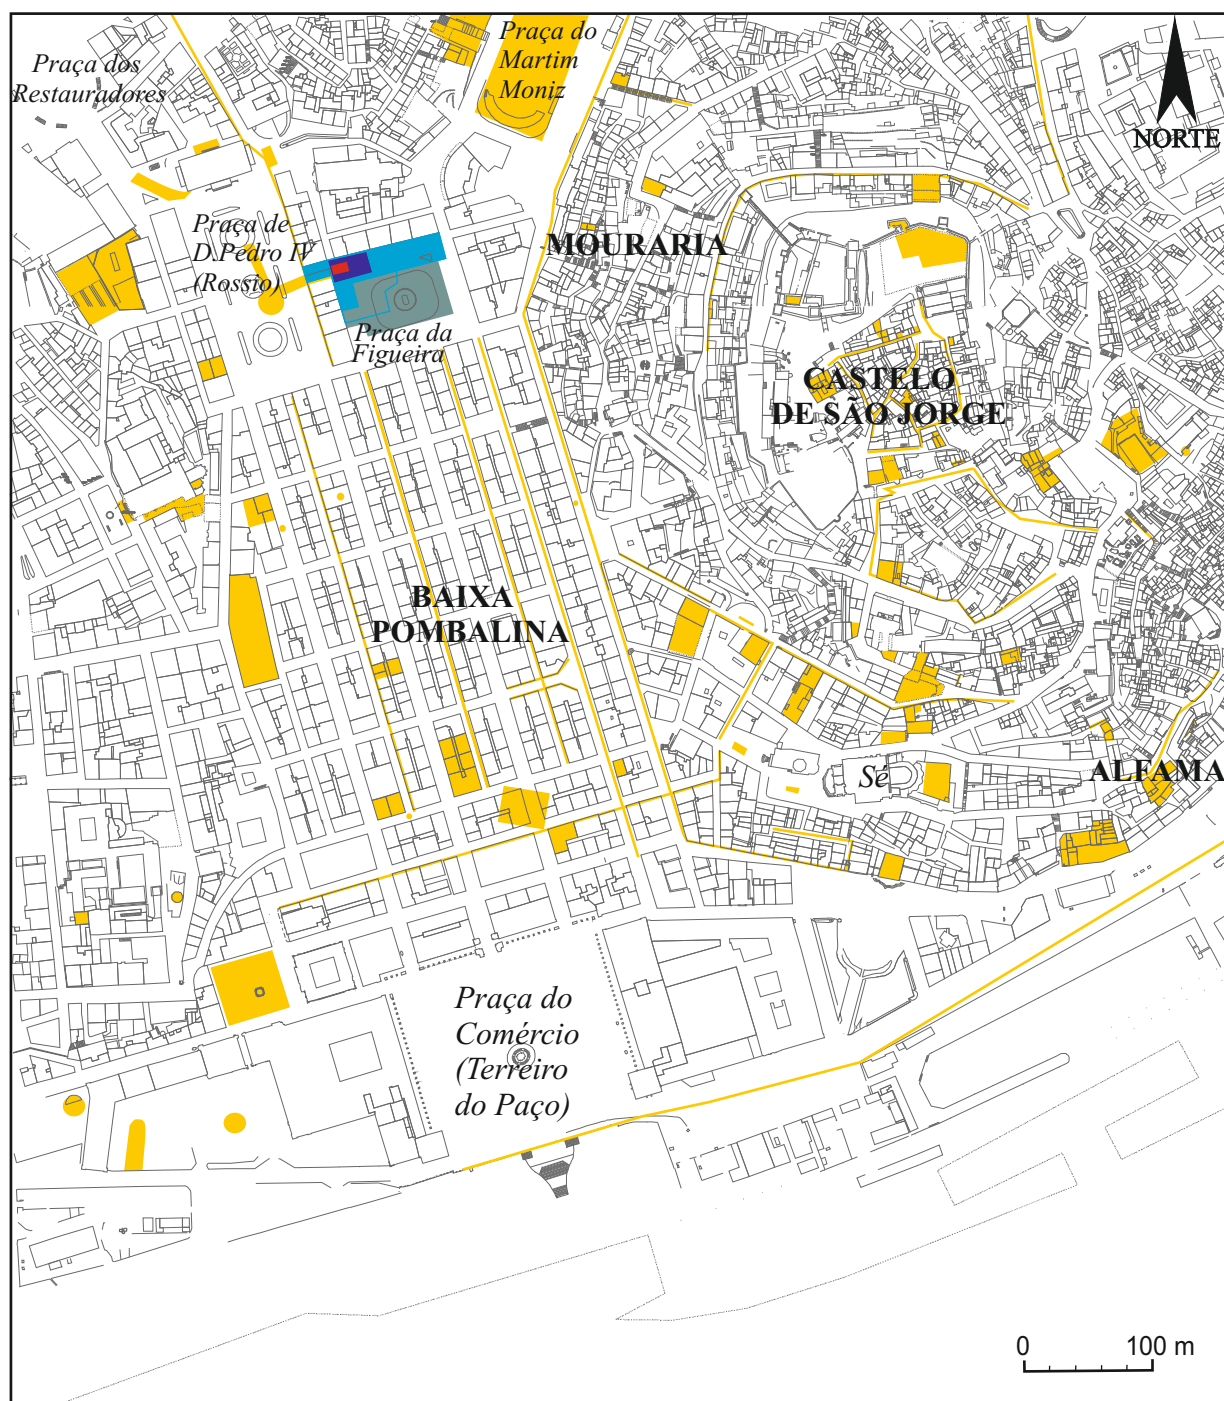 Praça do
Martim
Moniz
Praça dos
Restauradores
NORTE
Praça de
D.Pedro IV
(Rossio)
MOURARIA
Praça da
Figueira
CASTELO
DE SÃO JORGE
BAIXA
POMBALINA
Sé
ALFAMA
Praça do
Comércio
(Terreiro
do Paço)
0 100 m